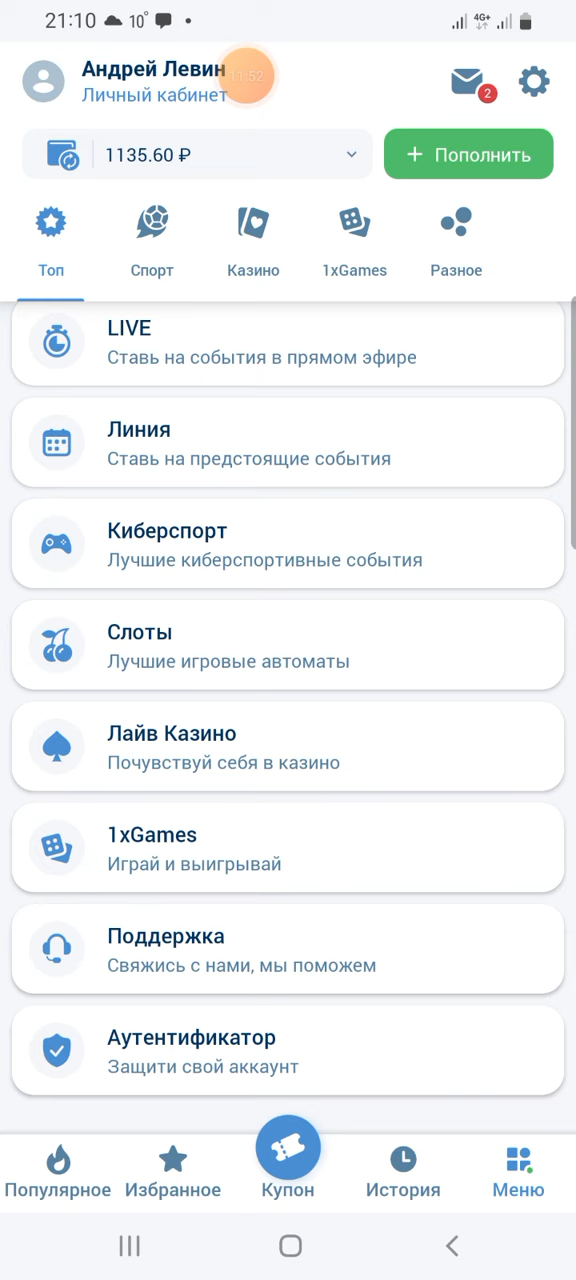 21:10 10°
4G+
Андрей Левин
11:52
Личный кабинет
2
1135.60 ₽
+ Пополнить
Топ Спорт Казино 1xGames Разное
LIVE
Ставь на события в прямом эфире
Линия
Ставь на предстоящие события
Киберспорт
Лучшие киберспортивные события
Слоты
Лучшие игровые автоматы
Лайв Казино
Почувствуй себя в казино
1xGames
Играй и выигрывай
Поддержка
Свяжись с нами, мы поможем
Аутентификатор
Защити свой аккаунт
Популярное Избранное Купон История Меню